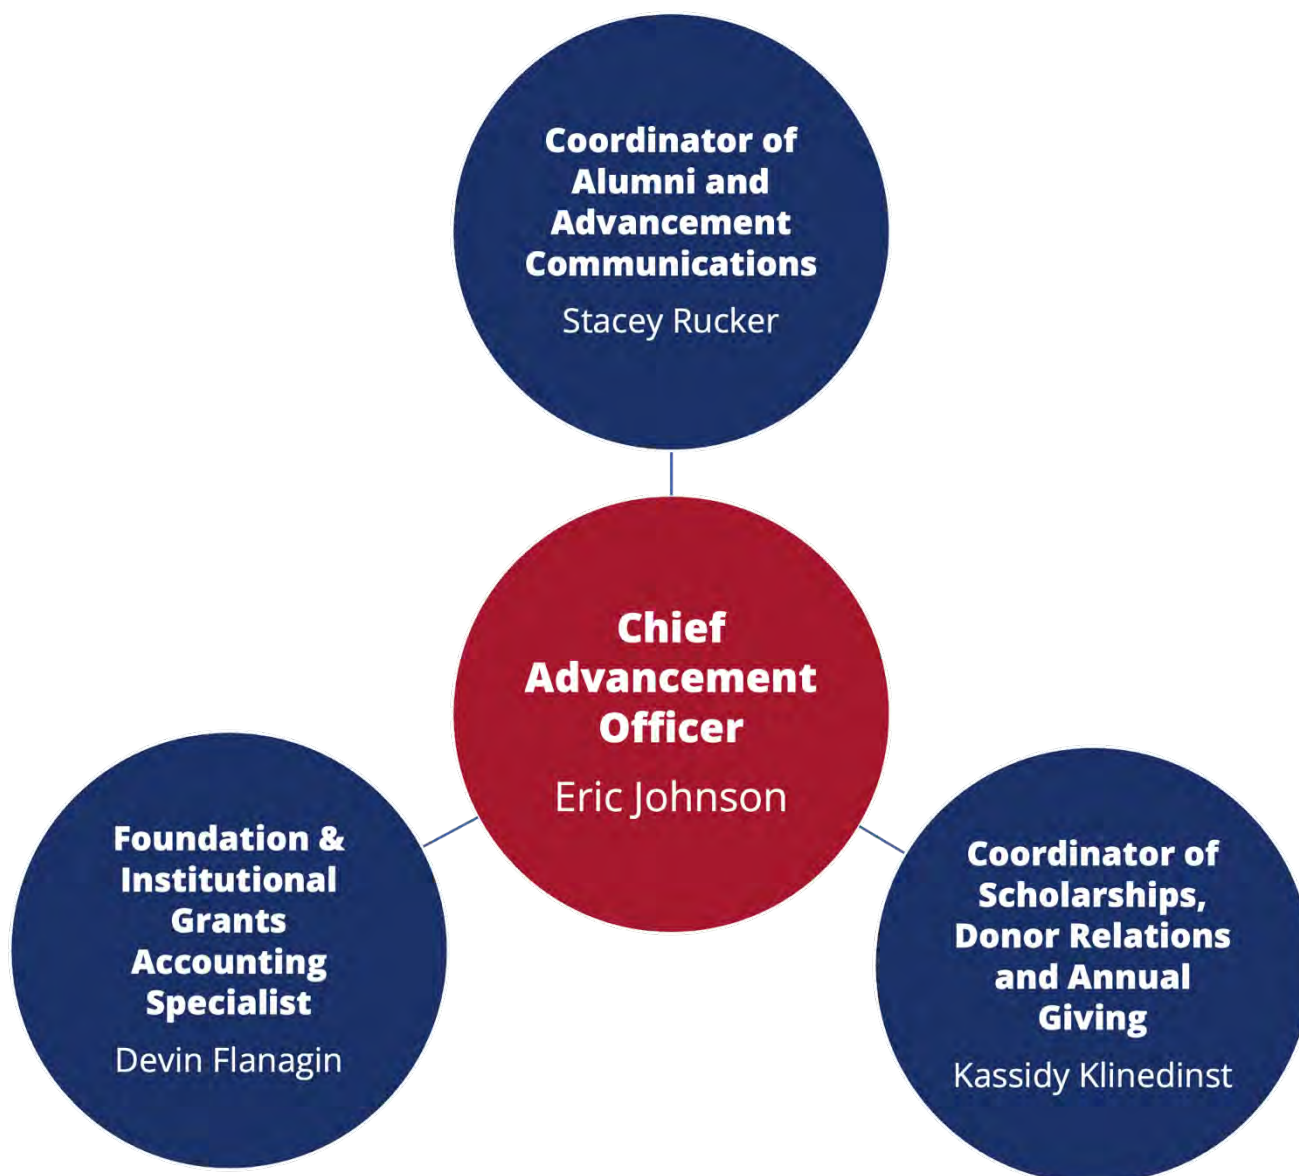 Coordinator of
Alumni and
Advancement
Communications
Stacey Rucker
Chief
Advancement
Officer
Eric Johnson
Foundation &
Institutional
Grants
Accounting
Specialist
Devin Flanagin
Coordinator of
Scholarships,
Donor Relations
and Annual
Giving
Kassidy Klinedinst